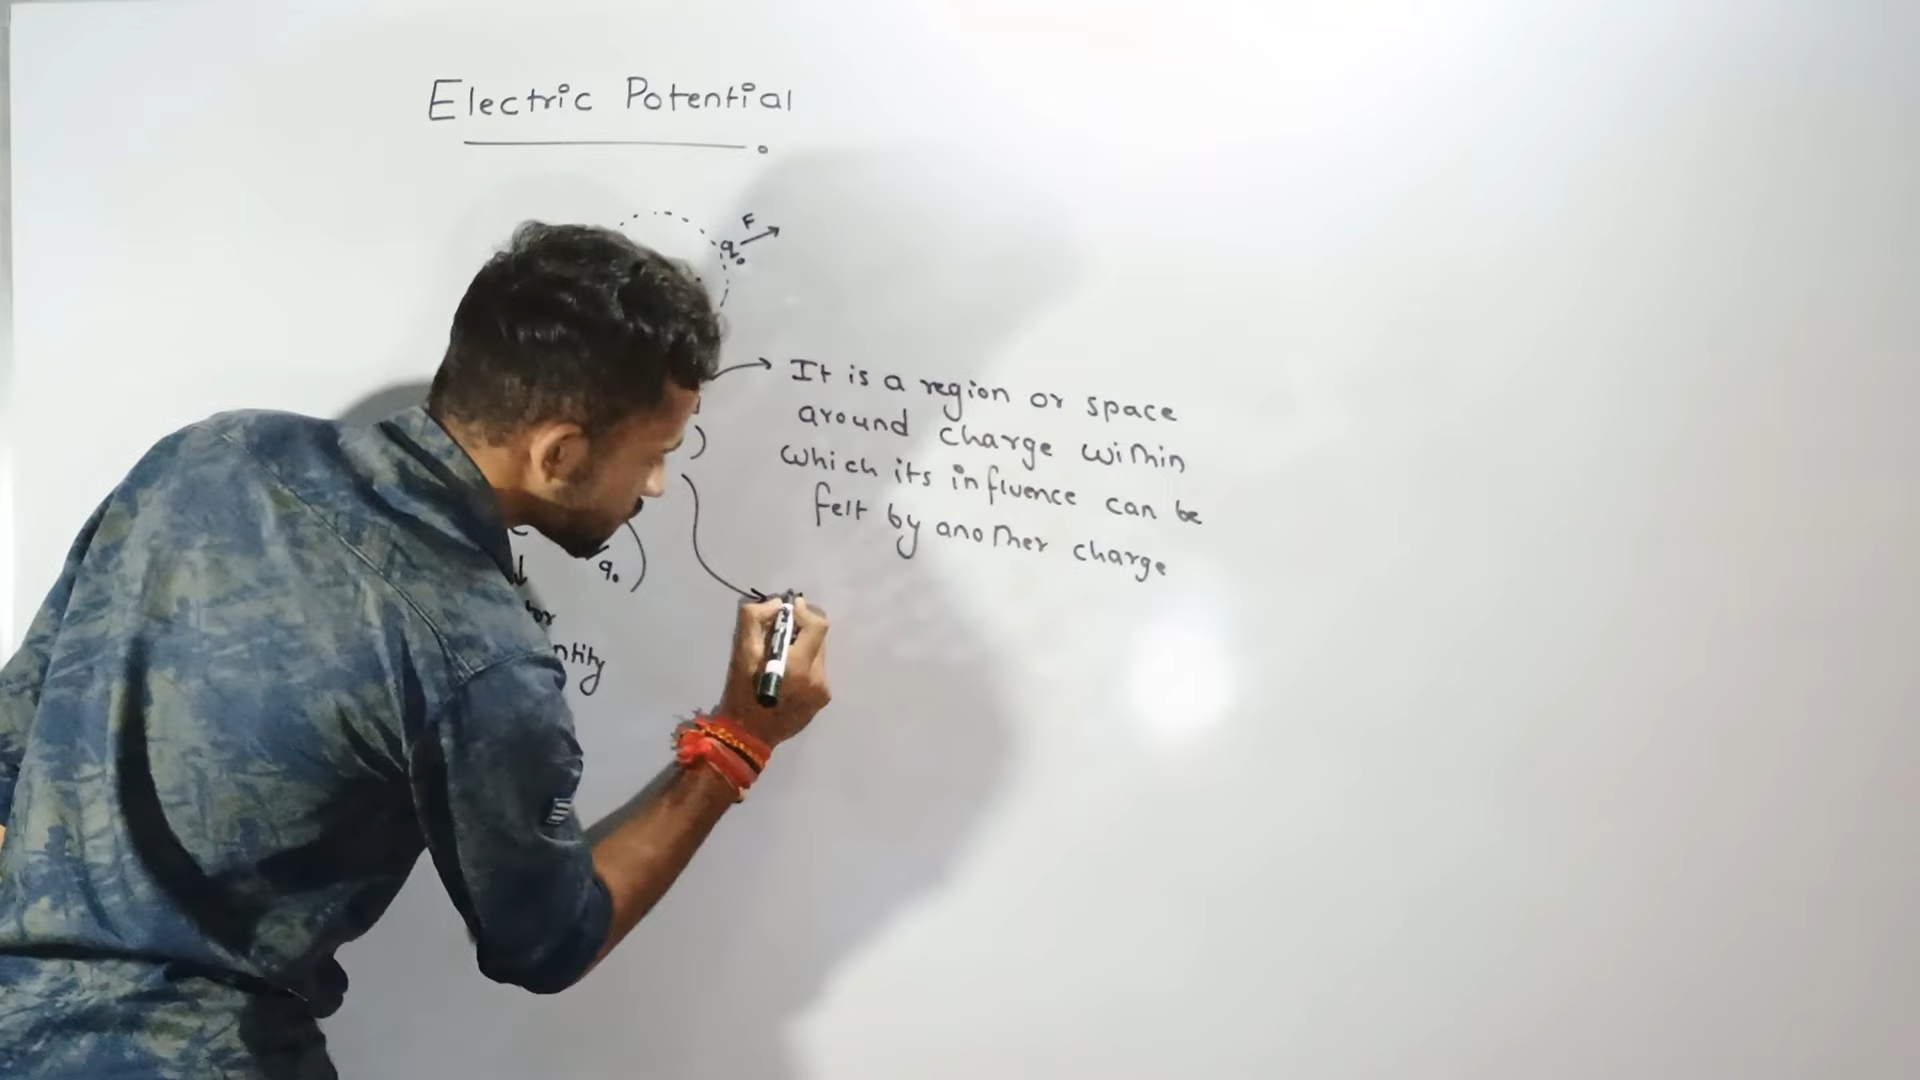 Electric Potential
F
q₀
It is a region or space
around charge within
which its influence can be
felt by another charge
q₀